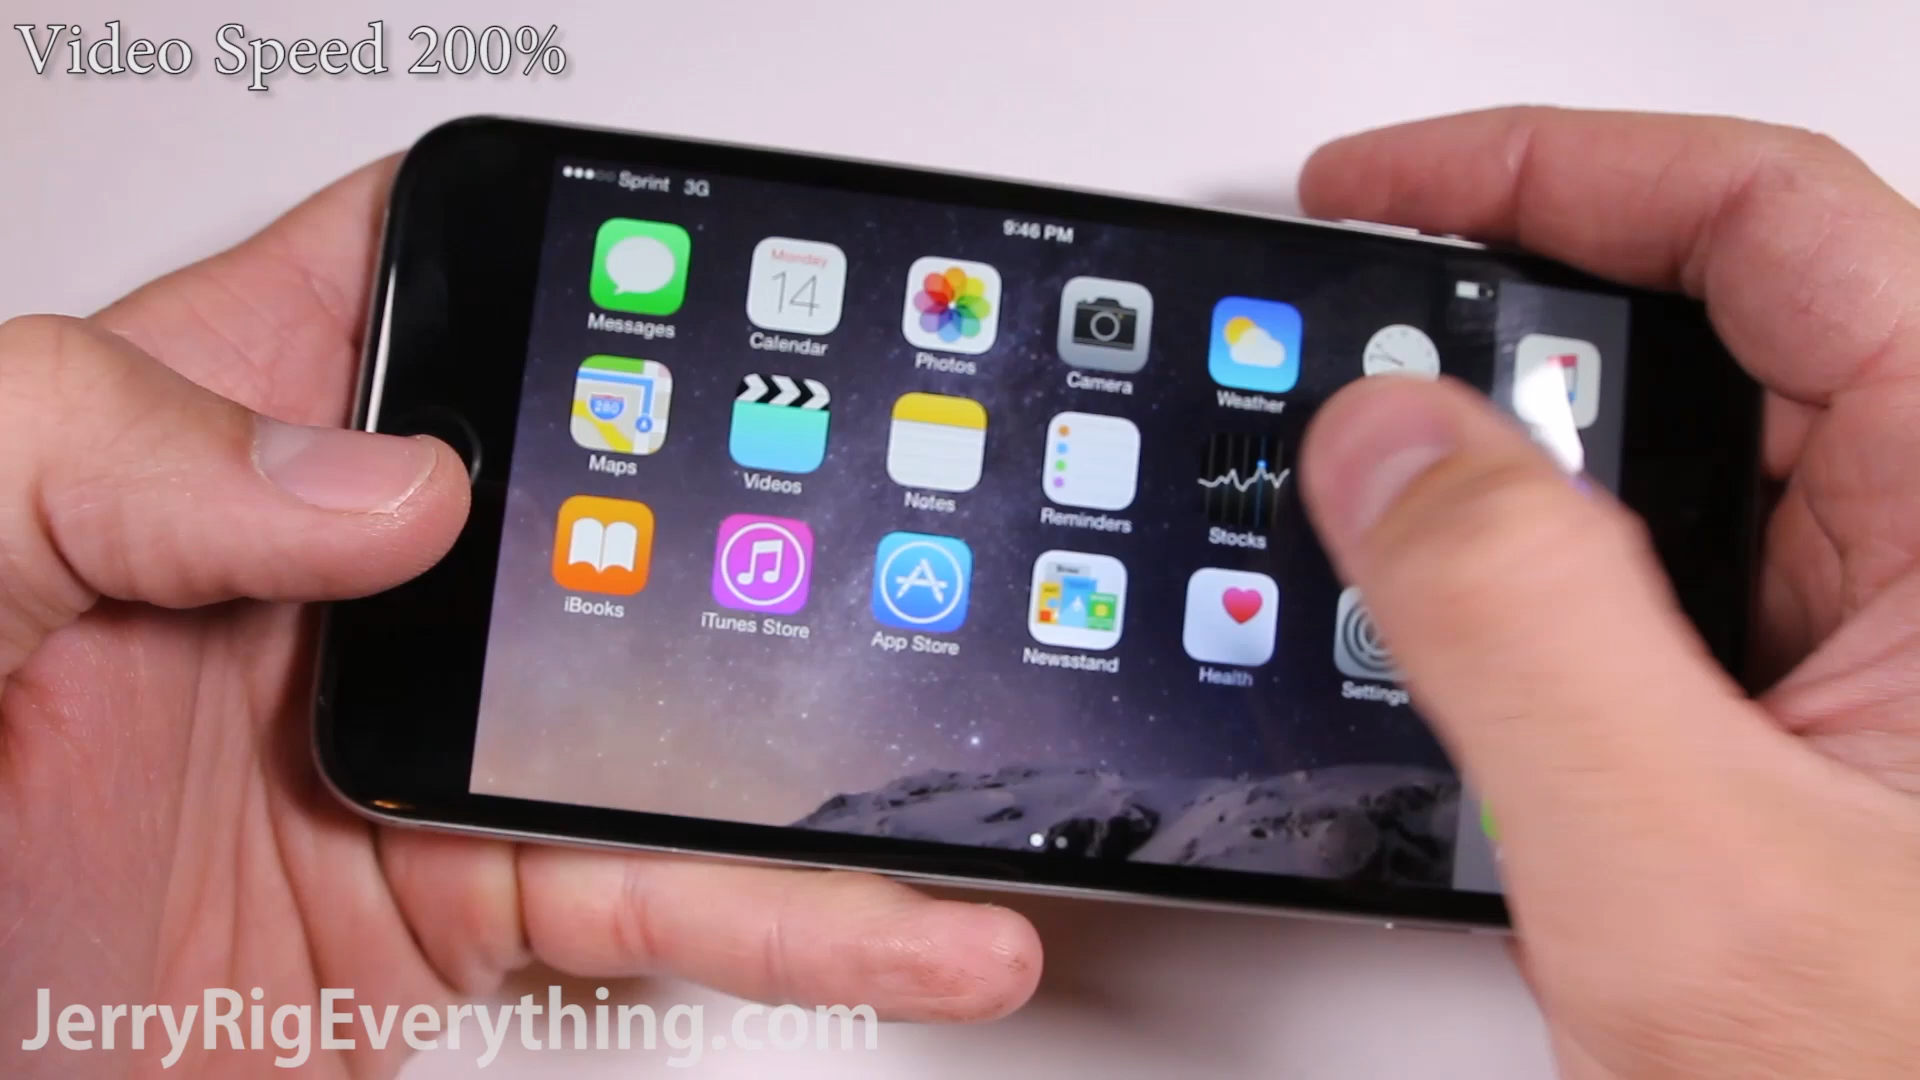 Video Speed 200%
Sprint 3G
9:46 PM
Messages
Monday
14
Calendar
Photos
Camera
Weather
280
Maps
Videos
Notes
Reminders
Stocks
iBooks
iTunes Store
App Store
Newsstand
Health
Settings
JerryRigEverything.com